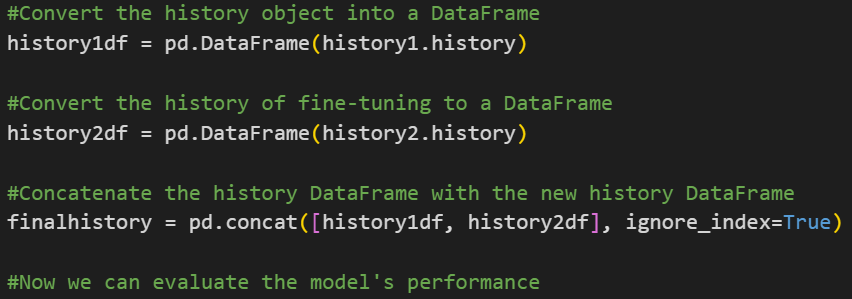 #Convert the history object into a DataFrame
history1df = pd.DataFrame(history1.history)
#Convert the history of fine-tuning to a DataFrame
history2df = pd.DataFrame(history2.history)
#Concatenate the history DataFrame with the new history DataFrame
finalhistory = pd.concat([history1df, history2df], ignore_index=True)
#Now we can evaluate the model's performance